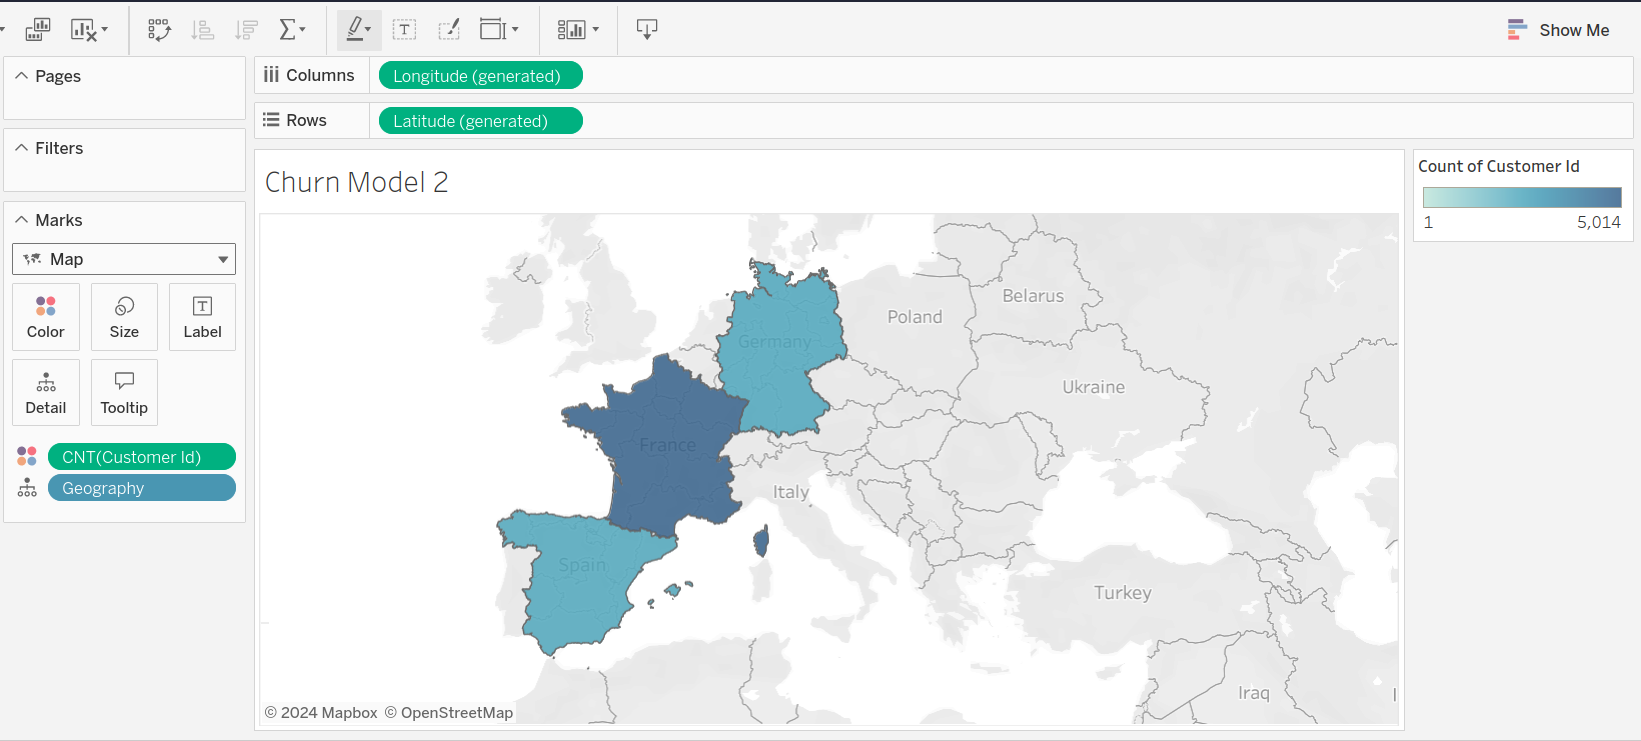 Show Me
Pages
Columns
Longitude (generated)
Rows
Latitude (generated)
Filters
Marks
Map
Color
Size
Label
Detail
Tooltip
CNT(Customer Id)
Geography
Churn Model 2
Belarus
Poland
Germany
Ukraine
France
Italy
Spain
Turkey
Iraq
© 2024 Mapbox © OpenStreetMap
Count of Customer Id
1 5,014